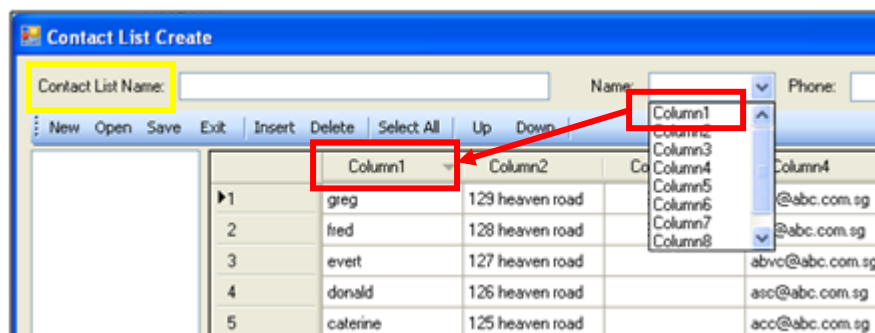 Contact List Create
Contact List Name: Name: Phone:
New Open Save Exit Insert Delete Select All Up Down
Column1
Column2
Column3
Column4
Column5
Column6
Column7
Column8
Column1 Column2 Co Column4
1 greg 129 heaven road @abc.com.sg
2 fred 128 heaven road @abc.com.sg
3 evert 127 heaven road abvc@abc.com.sg
4 donald 126 heaven road asc@abc.com.sg
5 caterine 125 heaven road acc@abc.com.sg